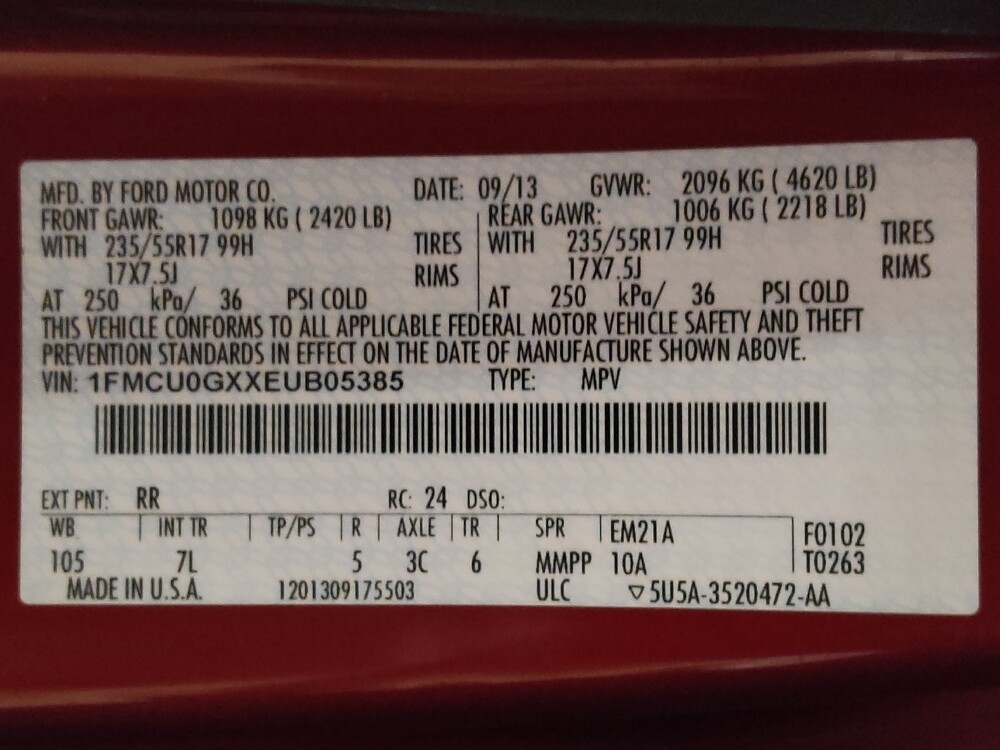 MFD. BY FORD MOTOR CO. DATE: 09/13 GVWR: 2096 KG ( 4620 LB)
FRONT GAWR: 1098 KG ( 2420 LB) REAR GAWR: 1006 KG ( 2218 LB)
WITH 235/55R17 99H TIRES WITH 235/55R17 99H TIRES
17X7.5J RIMS 17X7.5J RIMS
AT 250 kPa/ 36 PSI COLD AT 250 kPa/ 36 PSI COLD
THIS VEHICLE CONFORMS TO ALL APPLICABLE FEDERAL MOTOR VEHICLE SAFETY AND THEFT
PREVENTION STANDARDS IN EFFECT ON THE DATE OF MANUFACTURE SHOWN ABOVE.
VIN: 1FMCU0GXXEUB05385 TYPE: MPV
EXT PNT: RR RC: 24 DSO:
WB INT TR TP/PS R AXLE TR SPR EM21A F0102
105 7L 5 3C 6 MMPP 10A T0263
MADE IN U.S.A. 1201309175503 ULC ▽5U5A-3520472-AA